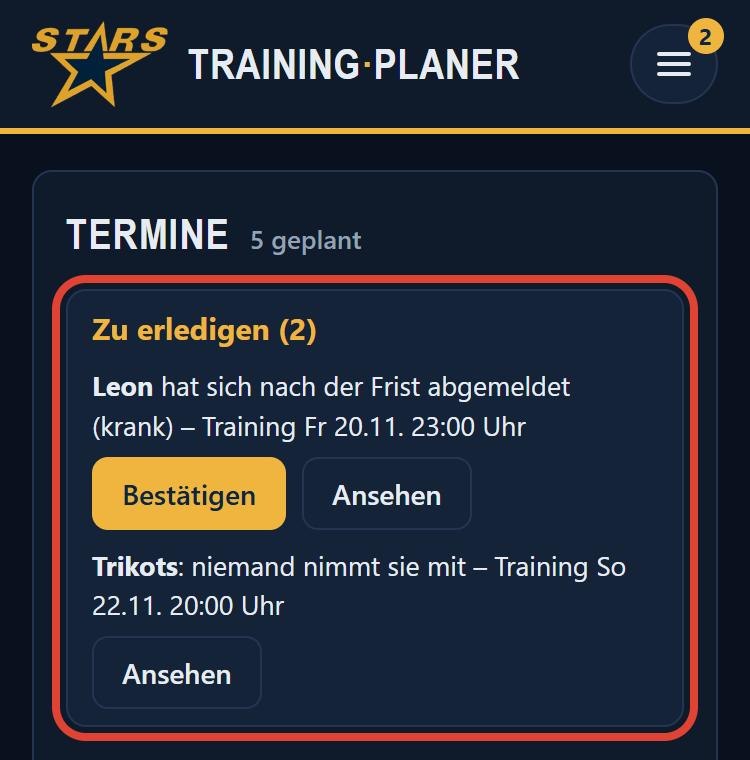 STARS
TRAINING·PLANER
2
TERMINE 5 geplant
Zu erledigen (2)
Leon hat sich nach der Frist abgemeldet
(krank) – Training Fr 20.11. 23:00 Uhr
Bestätigen Ansehen
Trikots: niemand nimmt sie mit – Training So
22.11. 20:00 Uhr
Ansehen